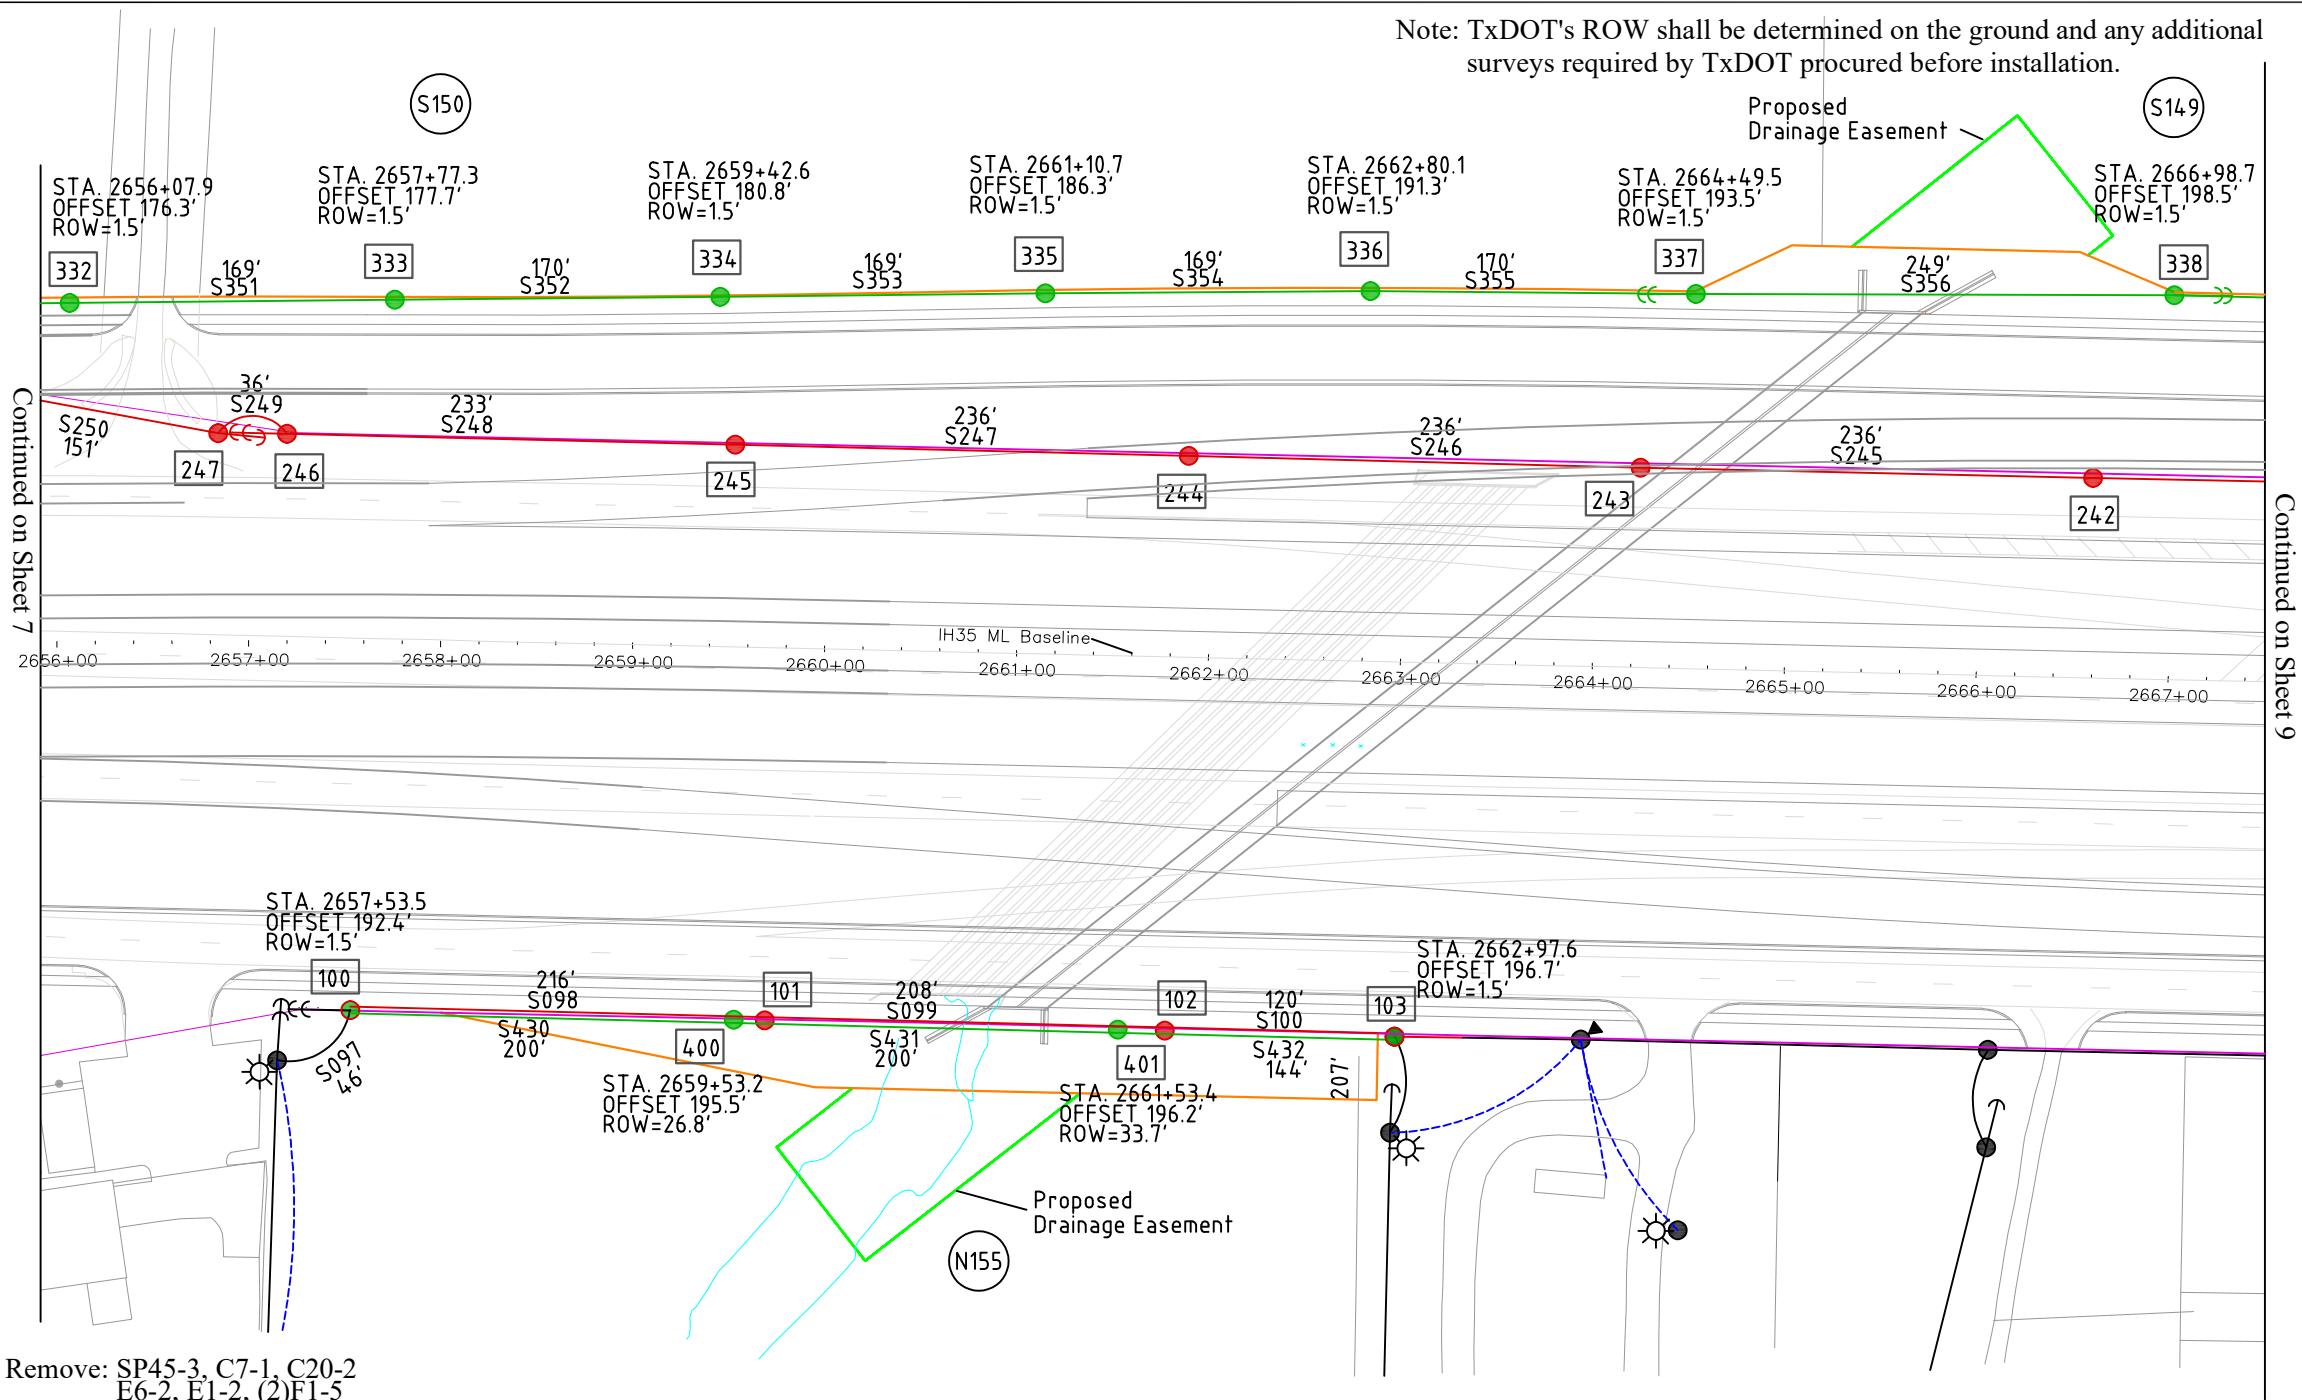 Note: TxDOT's ROW shall be determined on the ground and any additional
surveys required by TxDOT procured before installation.
S150
Proposed
Drainage Easement
S149
STA. 2656+07.9
OFFSET 176.3'
ROW=1.5'
STA. 2657+77.3
OFFSET 177.7'
ROW=1.5'
STA. 2659+42.6
OFFSET 180.8'
ROW=1.5'
STA. 2661+10.7
OFFSET 186.3'
ROW=1.5'
STA. 2662+80.1
OFFSET 191.3'
ROW=1.5'
STA. 2664+49.5
OFFSET 193.5'
ROW=1.5'
STA. 2666+98.7
OFFSET 198.5'
ROW=1.5'
332
169'
S351
333
170'
S352
334
169'
S353
335
169'
S354
336
170'
S355
337
249'
S356
338
Continued on Sheet 7
S250
151'
36'
S249
247
246
233'
S248
245
236'
S247
244
236'
S246
243
236'
S245
242
Continued on Sheet 9
IH35 ML Baseline
2656+00
2657+00
2658+00
2659+00
2660+00
2661+00
2662+00
2663+00
2664+00
2665+00
2666+00
2667+00
STA. 2657+53.5
OFFSET 192.4'
ROW=1.5'
100
216'
S098
S430
200'
101
400
208'
S099
S431
200'
102
401
120'
S100
S432
144'
103
STA. 2662+97.6
OFFSET 196.7'
ROW=1.5'
207'
S097
46'
STA. 2659+53.2
OFFSET 195.5'
ROW=26.8'
STA. 2661+53.4
OFFSET 196.2'
ROW=33.7'
Proposed
Drainage Easement
N155
Remove: SP45-3, C7-1, C20-2
E6-2, E1-2, (2)F1-5